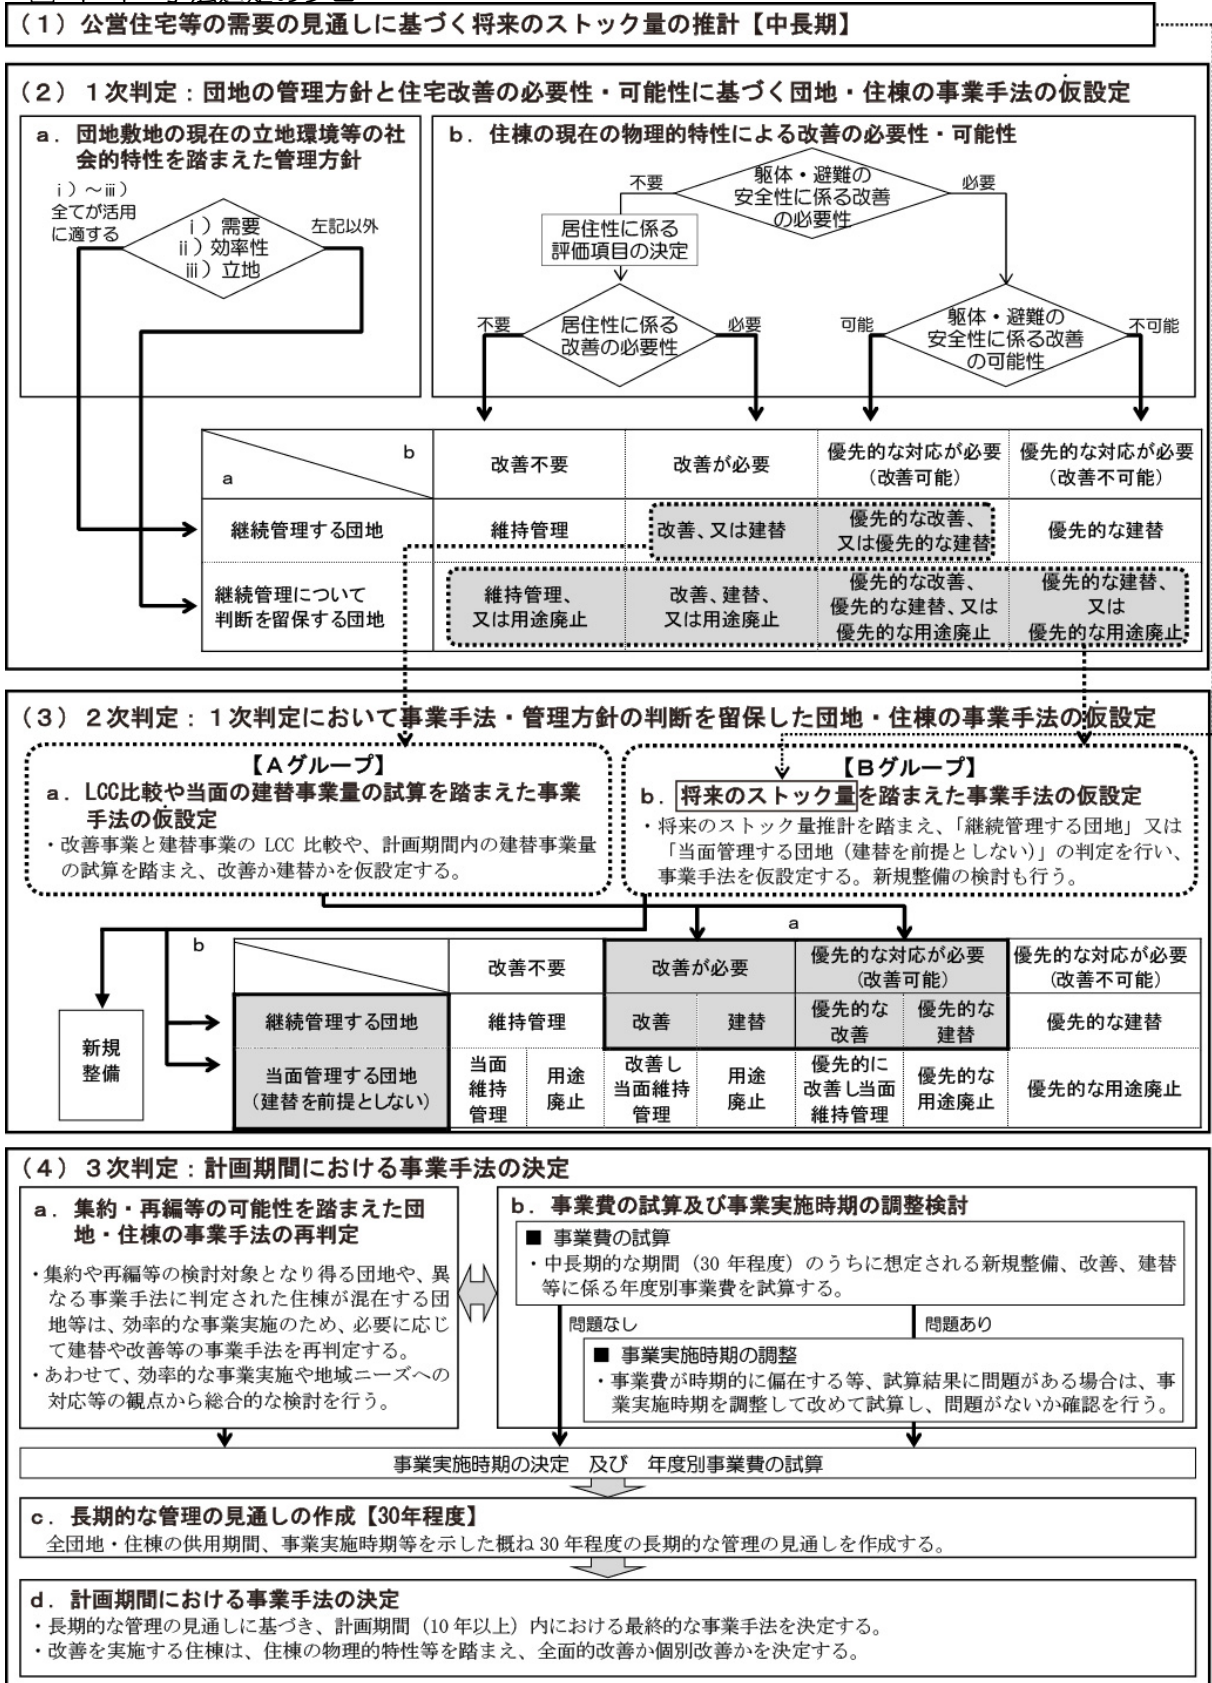 （１）公営住宅等の需要の見通しに基づく将来のストック量の推計【中長期】
（２）１次判定：団地の管理方針と住宅改善の必要性・可能性に基づく団地・住棟の事業手法の仮設定
ａ．団地敷地の現在の立地環境等の社
会的特性を踏まえた管理方針
ⅰ）～ⅲ）
全てが活用
に適する
ⅰ）需要
ⅱ）効率性
ⅲ）立地
左記以外
ｂ．住棟の現在の物理的特性による改善の必要性・可能性
不要
躯体・避難の
安全性に係る改善
の必要性
必要
居住性に係る
評価項目の決定
不要
居住性に係る
改善の必要性
必要
可能
躯体・避難の
安全性に係る改善
の可能性
不可能
b
a
改善不要
改善が必要
優先的な対応が必要
（改善可能）
優先的な対応が必要
（改善不可能）
継続管理する団地
維持管理
改善、又は建替
優先的な改善、
又は優先的な建替
優先的な建替
継続管理について
判断を留保する団地
維持管理、
又は用途廃止
改善、建替、
又は用途廃止
優先的な改善、
優先的な建替、又は
優先的な用途廃止
優先的な建替、
又は
優先的な用途廃止
（３）２次判定：１次判定において事業手法・管理方針の判断を留保した団地・住棟の事業手法の仮設定
【Ａグループ】
ａ．LCC比較や当面の建替事業量の試算を踏まえた事業
手法の仮設定
・改善事業と建替事業の LCC 比較や、計画期間内の建替事業量
の試算を踏まえ、改善か建替かを仮設定する。
【Ｂグループ】
ｂ．将来のストック量を踏まえた事業手法の仮設定
・将来のストック量推計を踏まえ、「継続管理する団地」又は
「当面管理する団地（建替を前提としない）」の判定を行い、
事業手法を仮設定する。新規整備の検討も行う。
a
b
改善不要
改善が必要
優先的な対応が必要
（改善可能）
優先的な対応が必要
（改善不可能）
新規
整備
継続管理する団地
維持管理
改善
建替
優先的な
改善
優先的な
建替
優先的な建替
当面管理する団地
（建替を前提としない）
当面
維持
管理
用途
廃止
改善し
当面維持
管理
用途
廃止
優先的に
改善し当面
維持管理
優先的な
用途廃止
優先的な用途廃止
（４）３次判定：計画期間における事業手法の決定
ａ．集約・再編等の可能性を踏まえた団
地・住棟の事業手法の再判定
・集約や再編等の検討対象となり得る団地や、異
なる事業手法に判定された住棟が混在する団
地等は、効率的な事業実施のため、必要に応じ
て建替や改善等の事業手法を再判定する。
・あわせて、効率的な事業実施や地域ニーズへの
対応等の観点から総合的な検討を行う。
ｂ．事業費の試算及び事業実施時期の調整検討
■ 事業費の試算
・中長期的な期間（30 年程度）のうちに想定される新規整備、改善、建替
等に係る年度別事業費を試算する。
問題なし
問題あり
■ 事業実施時期の調整
・事業費が時期的に偏在する等、試算結果に問題がある場合は、事
業実施時期を調整して改めて試算し、問題がないか確認を行う。
事業実施時期の決定　及び　年度別事業費の試算
ｃ．長期的な管理の見通しの作成【30年程度】
全団地・住棟の供用期間、事業実施時期等を示した概ね 30 年程度の長期的な管理の見通しを作成する。
ｄ．計画期間における事業手法の決定
・長期的な管理の見通しに基づき、計画期間（10 年以上）内における最終的な事業手法を決定する。
・改善を実施する住棟は、住棟の物理的特性等を踏まえ、全面的改善か個別改善かを決定する。